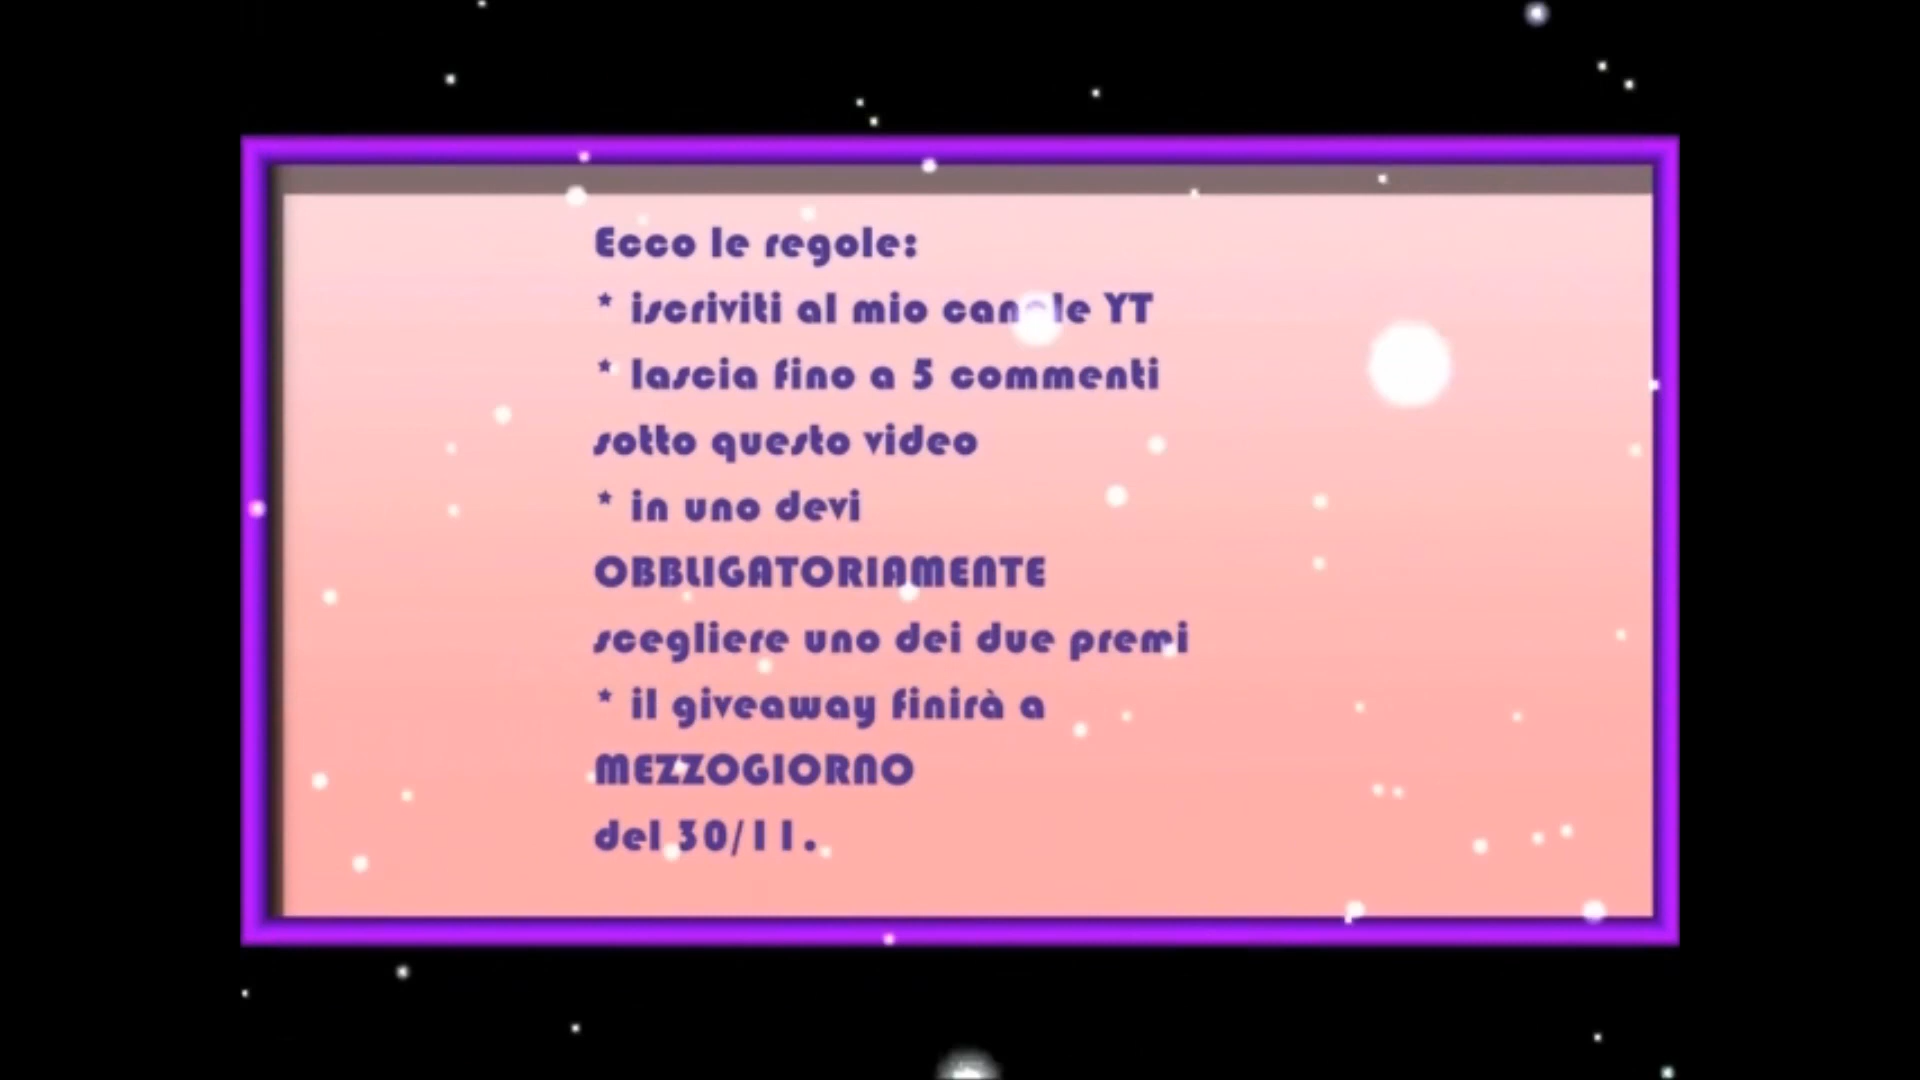 Ecco le regole:
* iscriviti al mio canale YT
* lascia fino a 5 commenti
sotto questo video
* in uno devi
OBBLIGATORIAMENTE
scegliere uno dei due premi
* il giveaway finirà a
MEZZOGIORNO
del 30/11.